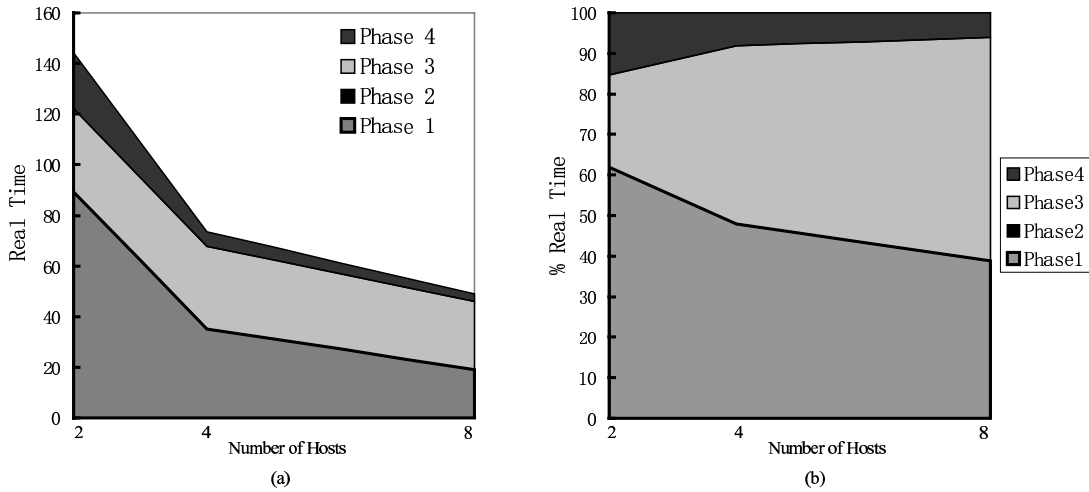 160
140
120
100
80
60
40
20
0
Real Time
Phase 4
Phase 3
Phase 2
Phase 1
2
4
8
Number of Hosts
(a)
100
90
80
70
60
50
40
30
20
10
0
% Real Time
Phase4
Phase3
Phase2
Phase1
2
4
8
Number of Hosts
(b)